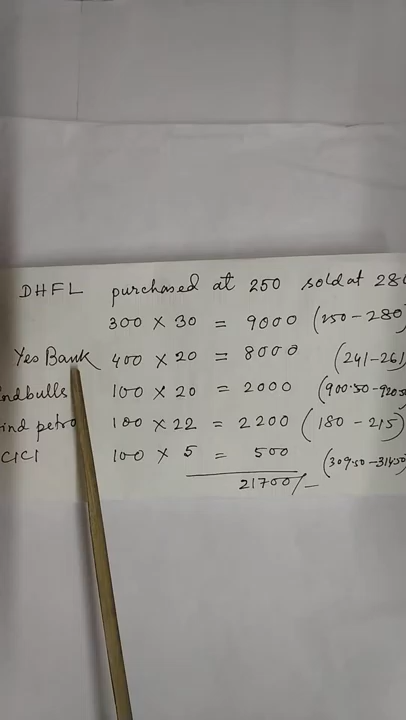 DHFL purchased at 250 sold at 280
300 × 30 = 9000 (250 - 280)
Yes Bank 400 × 20 = 8000 (241-261)
ndbulls 100 × 20 = 2000 (900.50-920.50
ind petro 100 × 22 = 2200 (180 - 215)
CICI 100 × 5 = 500 (309.50-314.50)
21700/-